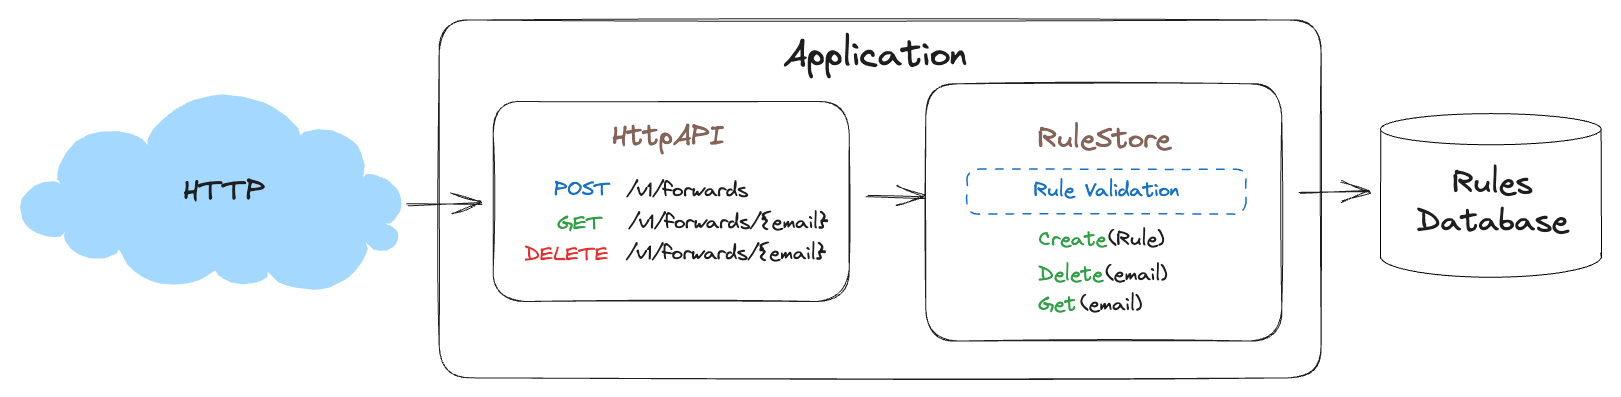 Application
HTTP
HttpAPI
POST /v1/forwards
GET /v1/forwards/{email}
DELETE /v1/forwards/{email}
RuleStore
Rule Validation
Create(Rule)
Delete(email)
Get(email)
Rules
Database